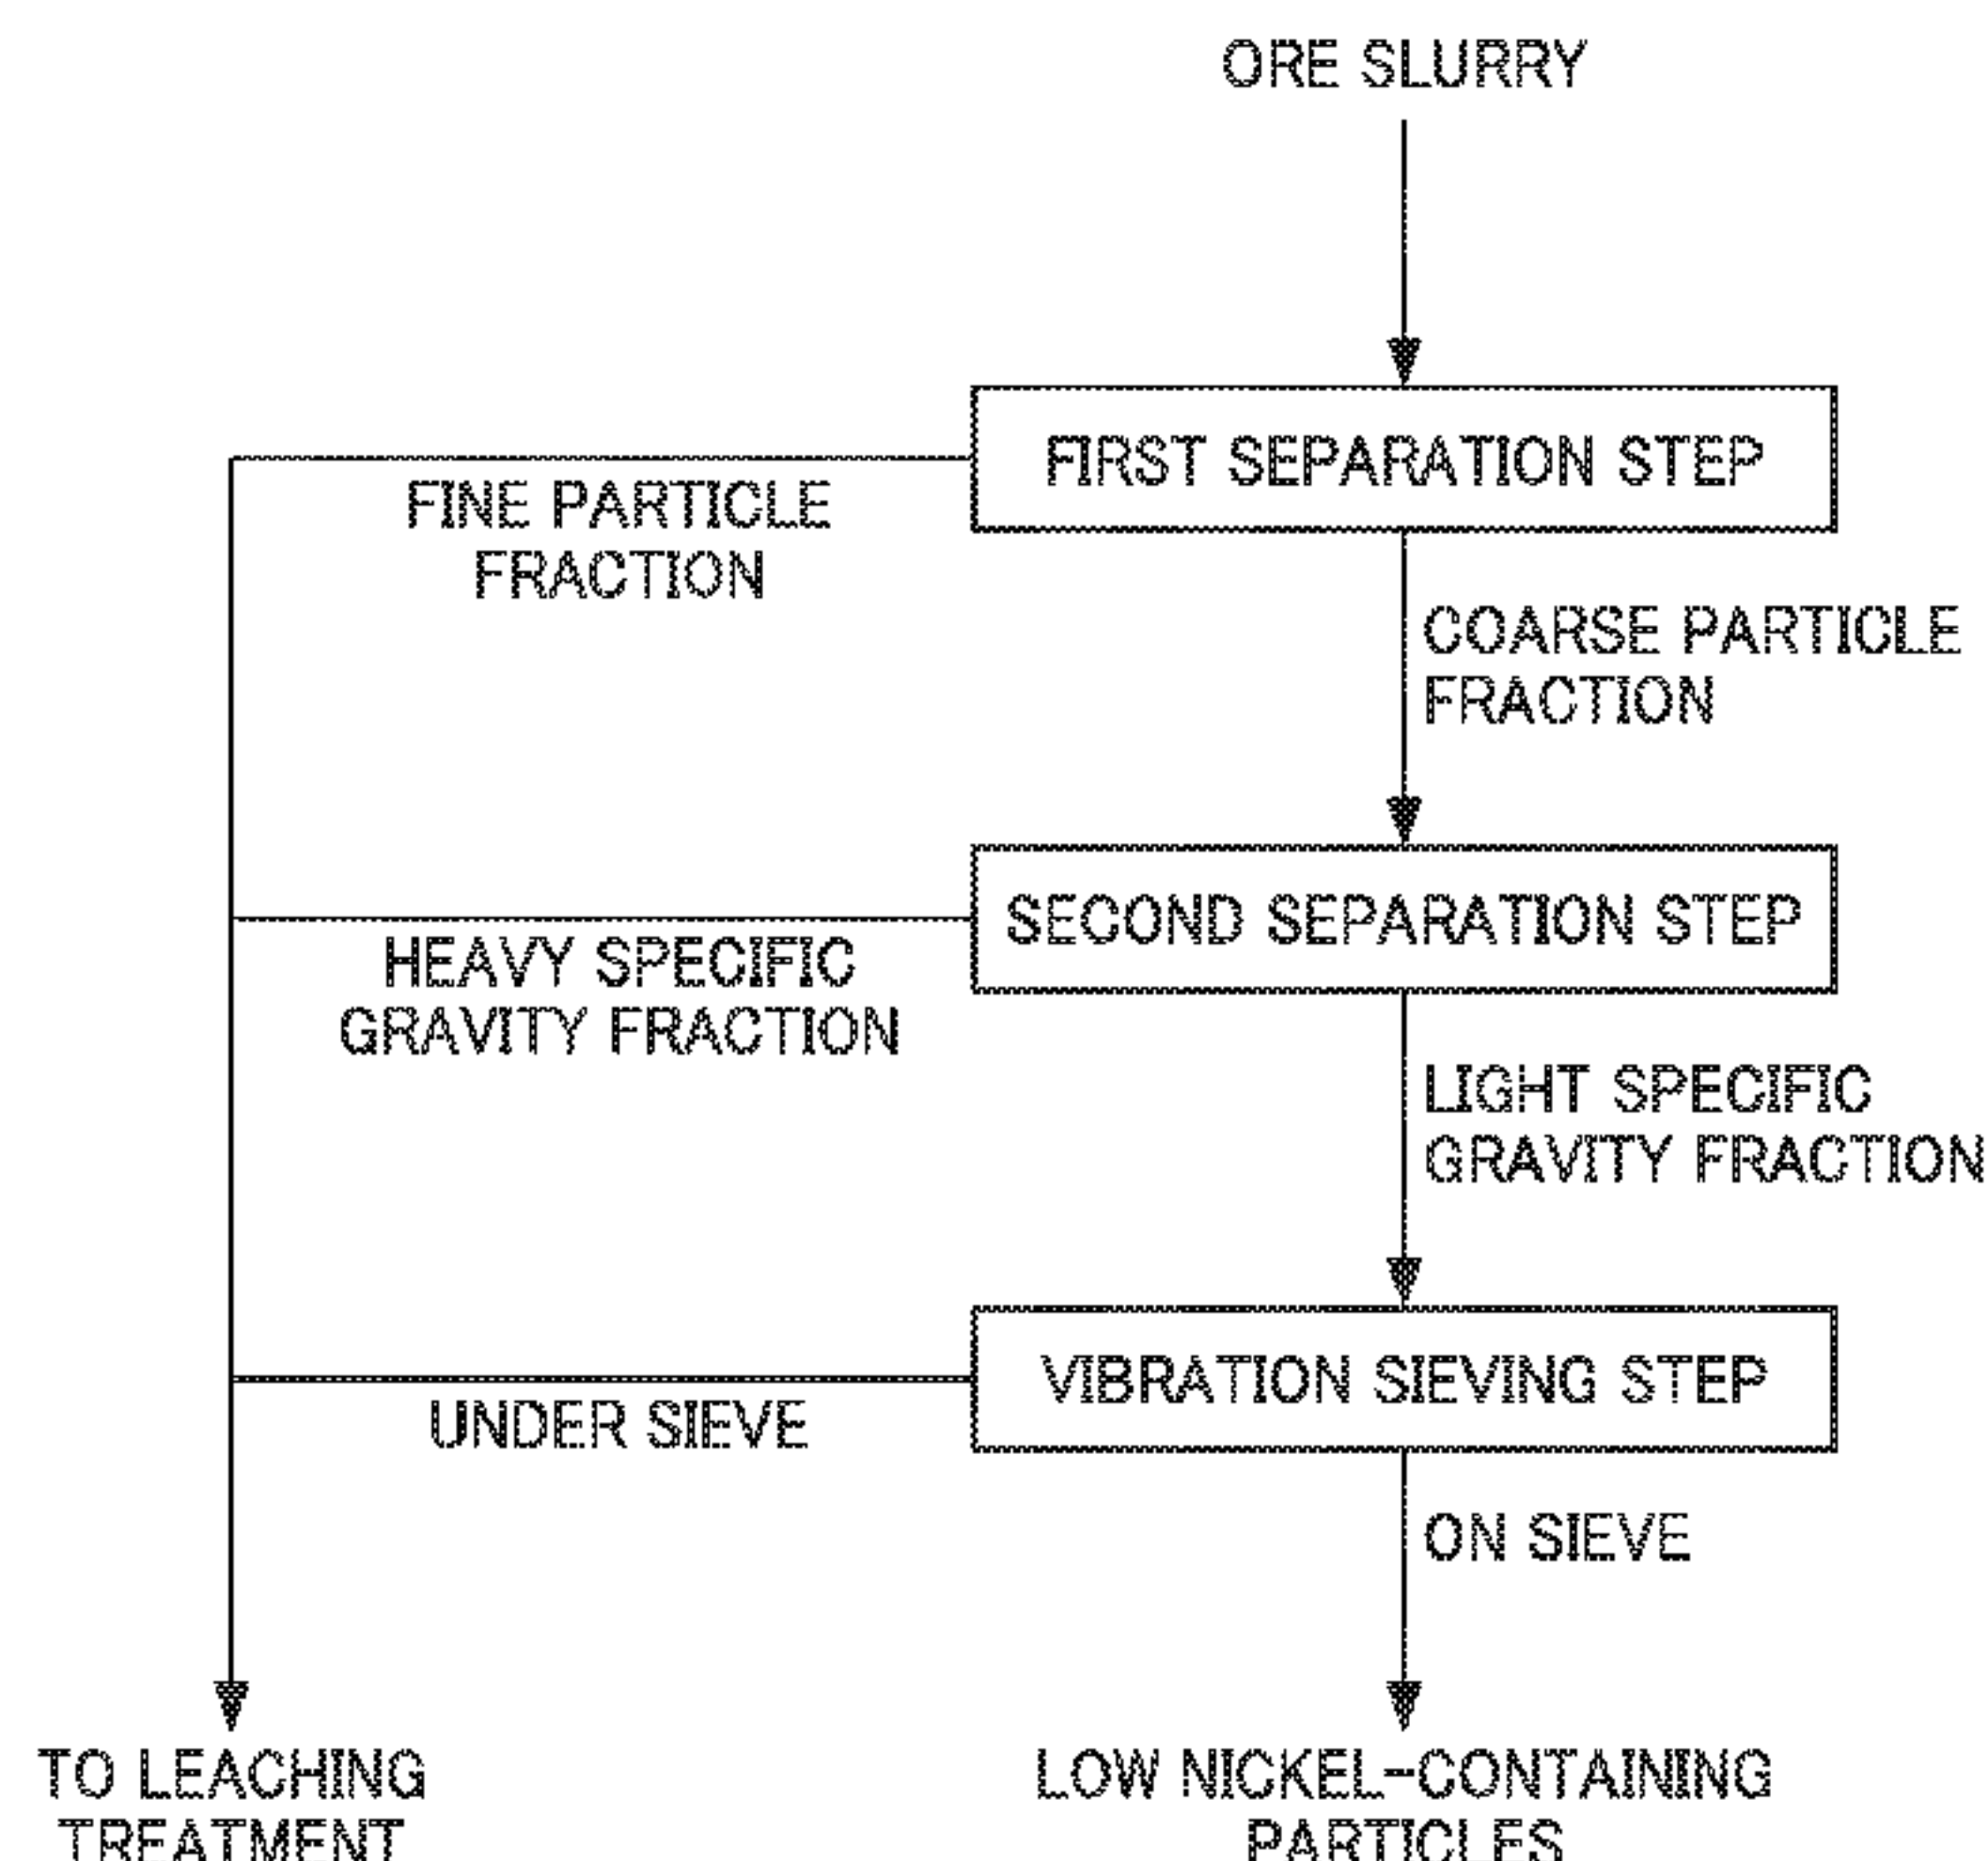 ORE SLURRY
FIRST SEPARATION STEP
FINE PARTICLE
FRACTION
COARSE PARTICLE
FRACTION
SECOND SEPARATION STEP
HEAVY SPECIFIC
GRAVITY FRACTION
LIGHT SPECIFIC
GRAVITY FRACTION
VIBRATION SIEVING STEP
UNDER SIEVE
ON SIEVE
TO LEACHING
TREATMENT
LOW NICKEL-CONTAINING
PARTICLES